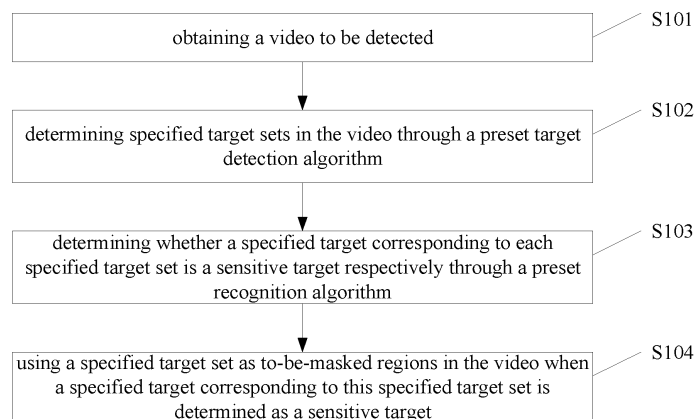 obtaining a video to be detected
S101
determining specified target sets in the video through a preset target
detection algorithm
S102
determining whether a specified target corresponding to each
specified target set is a sensitive target respectively through a preset
recognition algorithm
S103
using a specified target set as to-be-masked regions in the video when
a specified target corresponding to this specified target set is
determined as a sensitive target
S104